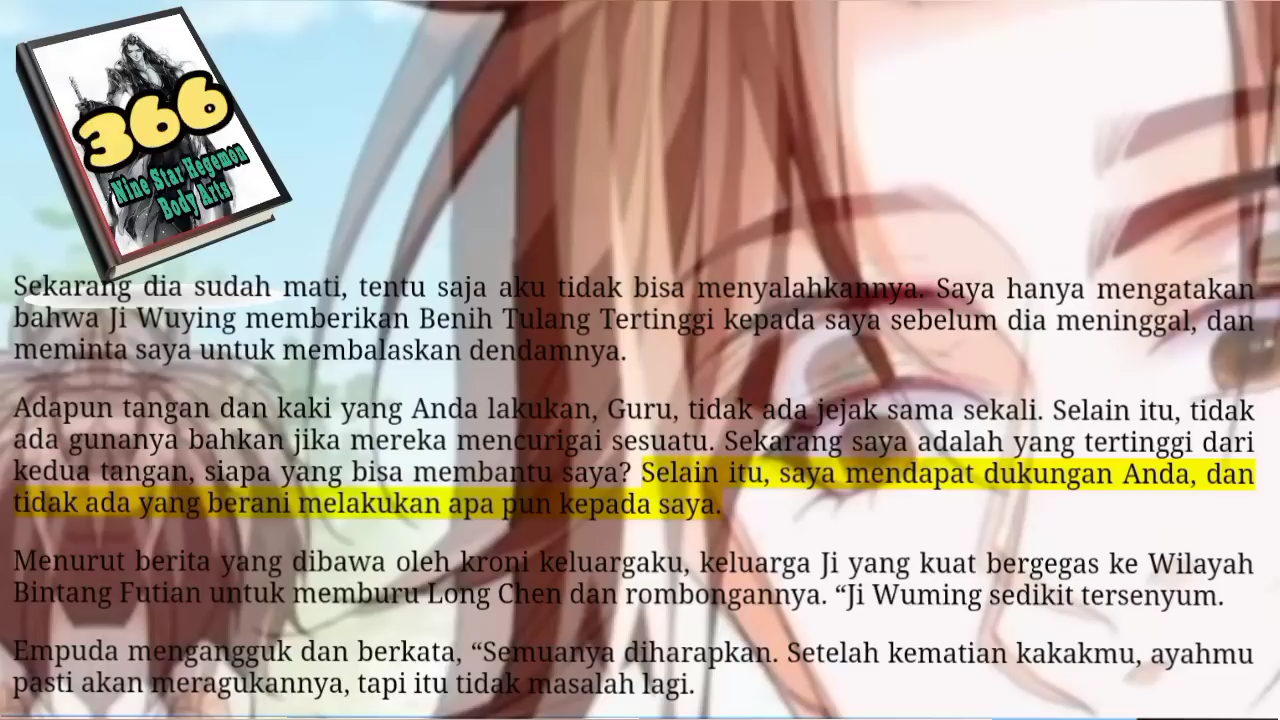 366
Nine Star Hegemon
Body Arts
Sekarang dia sudah mati, tentu saja aku tidak bisa menyalahkannya. Saya hanya mengatakan
bahwa Ji Wuying memberikan Benih Tulang Tertinggi kepada saya sebelum dia meninggal, dan
meminta saya untuk membalaskan dendamnya.
Adapun tangan dan kaki yang Anda lakukan, Guru, tidak ada jejak sama sekali. Selain itu, tidak
ada gunanya bahkan jika mereka mencurigai sesuatu. Sekarang saya adalah yang tertinggi dari
kedua tangan, siapa yang bisa membantu saya? Selain itu, saya mendapat dukungan Anda, dan
tidak ada yang berani melakukan apa pun kepada saya.
Menurut berita yang dibawa oleh kroni keluargaku, keluarga Ji yang kuat bergegas ke Wilayah
Bintang Futian untuk memburu Long Chen dan rombongannya. “Ji Wuming sedikit tersenyum.
Empuda mengangguk dan berkata, “Semuanya diharapkan. Setelah kematian kakakmu, ayahmu
pasti akan meragukannya, tapi itu tidak masalah lagi.